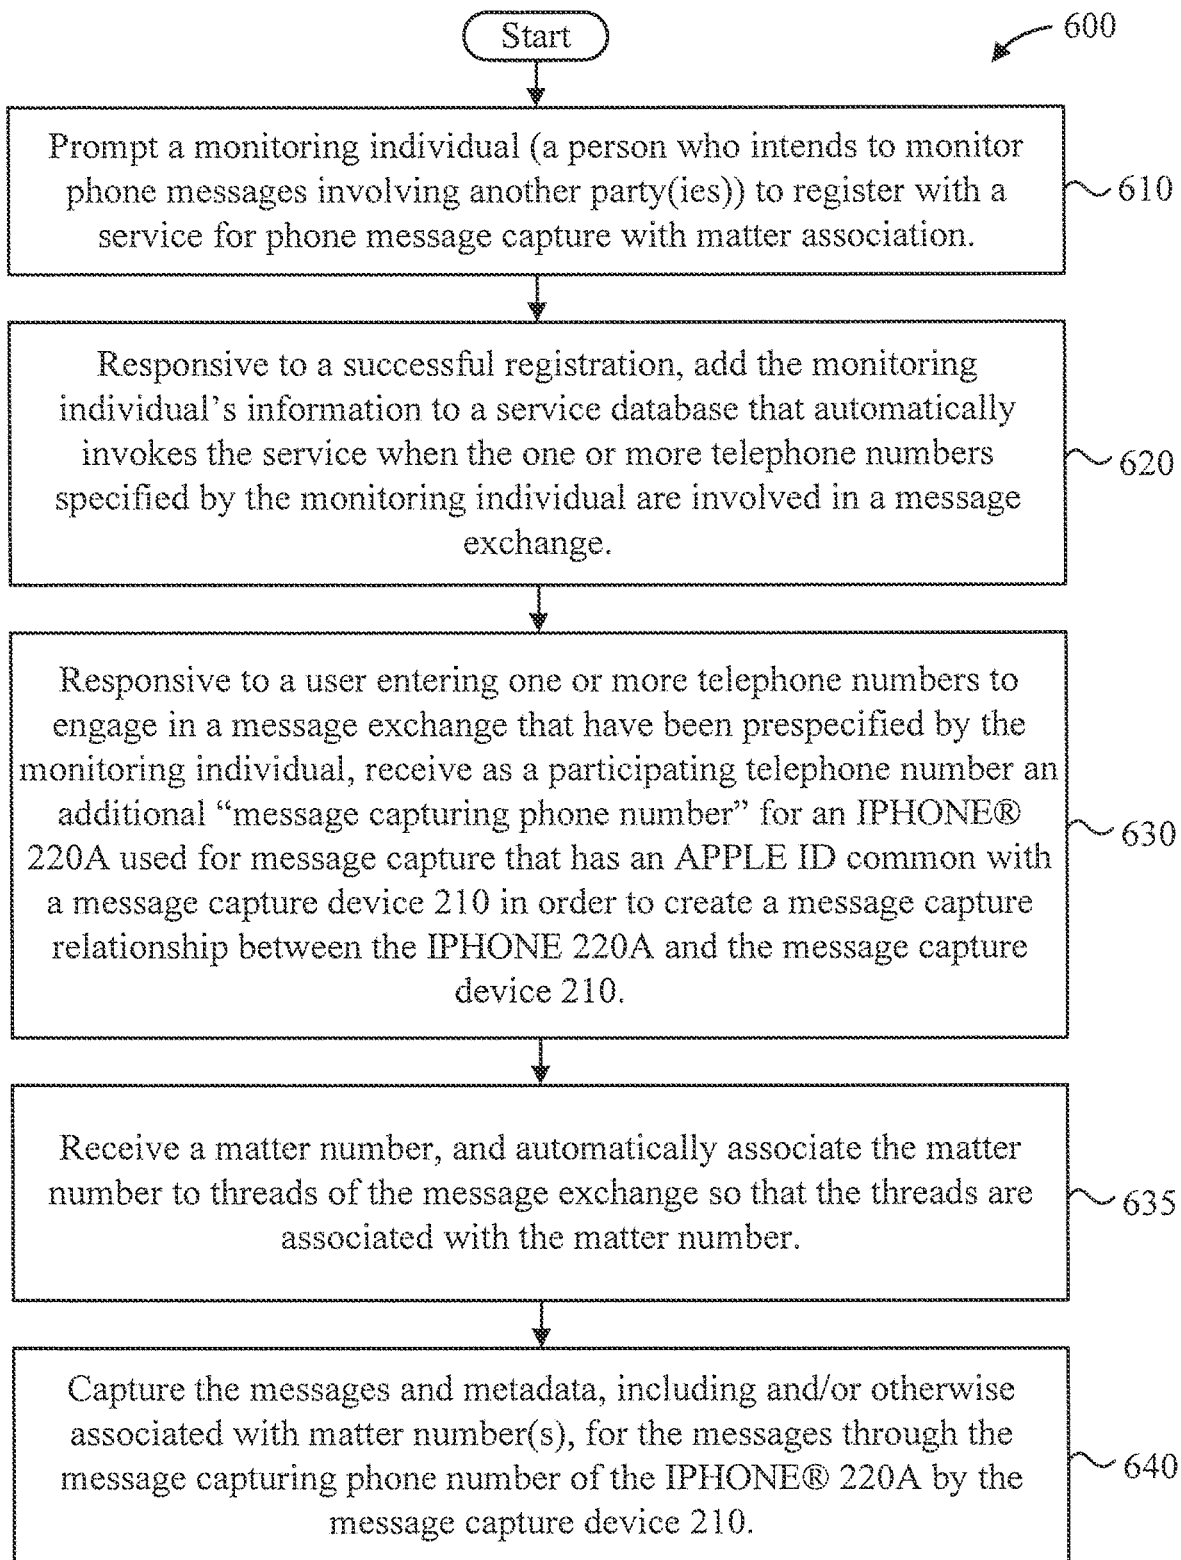 Start
600
Prompt a monitoring individual (a person who intends to monitor
phone messages involving another party(ies)) to register with a
service for phone message capture with matter association.
610
Responsive to a successful registration, add the monitoring
individual's information to a service database that automatically
invokes the service when the one or more telephone numbers
specified by the monitoring individual are involved in a message
exchange.
620
Responsive to a user entering one or more telephone numbers to
engage in a message exchange that have been prespecified by the
monitoring individual, receive as a participating telephone number an
additional “message capturing phone number” for an IPHONE®
220A used for message capture that has an APPLE ID common with
a message capture device 210 in order to create a message capture
relationship between the IPHONE 220A and the message capture
device 210.
630
Receive a matter number, and automatically associate the matter
number to threads of the message exchange so that the threads are
associated with the matter number.
635
Capture the messages and metadata, including and/or otherwise
associated with matter number(s), for the messages through the
message capturing phone number of the IPHONE® 220A by the
message capture device 210.
640